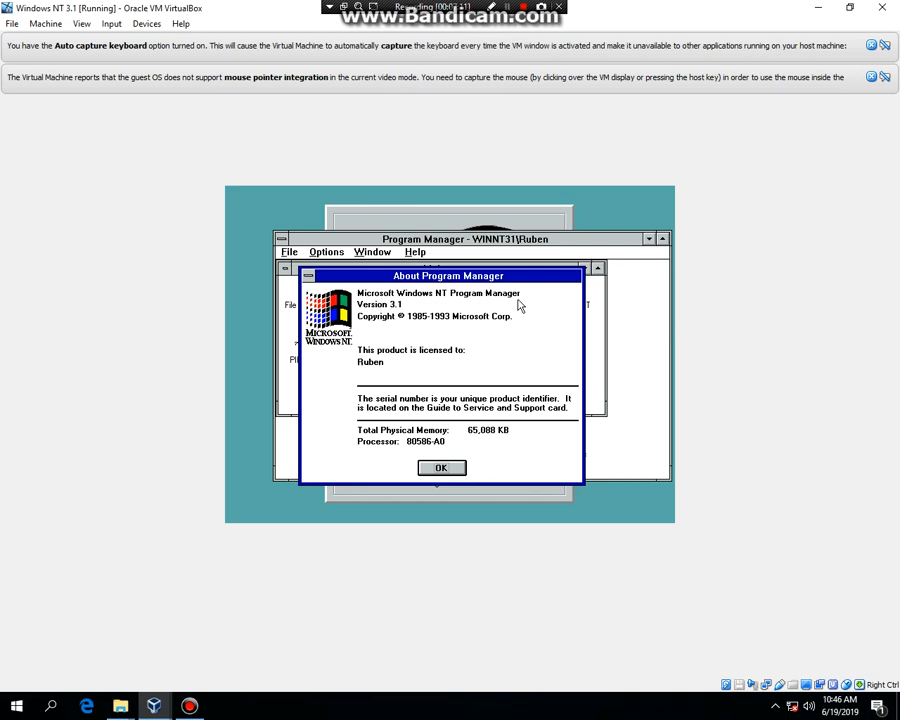 Windows NT 3.1 [Running] - Oracle VM VirtualBox
Recording [00:03:11]
www.Bandicam.com
File Machine View Input Devices Help
You have the Auto capture keyboard option turned on. This will cause the Virtual Machine to automatically capture the keyboard every time the VM window is activated and make it unavailable to other applications running on your host machine:
The Virtual Machine reports that the guest OS does not support mouse pointer integration in the current video mode. You need to capture the mouse (by clicking over the VM display or pressing the host key) in order to use the mouse inside the
Program Manager - WINNT31\Ruben
File Options Window Help
About Program Manager
Microsoft Windows NT Program Manager
Version 3.1
Copyright © 1985-1993 Microsoft Corp.
MICROSOFT.
WINDOWS NT.
This product is licensed to:
Ruben
The serial number is your unique product identifier. It
is located on the Guide to Service and Support card.
Total Physical Memory: 65,088 KB
Processor: 80586-A0
OK
File
Right Ctrl
10:46 AM
6/19/2019
1